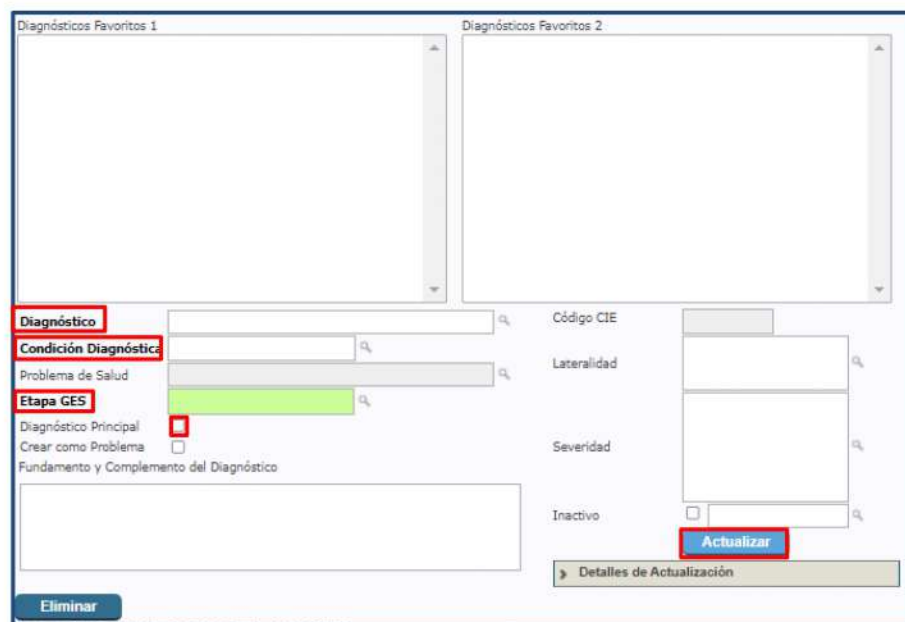 Diagnósticos Favoritos 1
Diagnósticos Favoritos 2
Diagnóstico
Código CIE
Condición Diagnóstica
Lateralidad
Problema de Salud
Etapa GES
Diagnóstico Principal
Crear como Problema
Severidad
Fundamento y Complemento del Diagnóstico
Inactivo
Actualizar
Detalles de Actualización
Eliminar